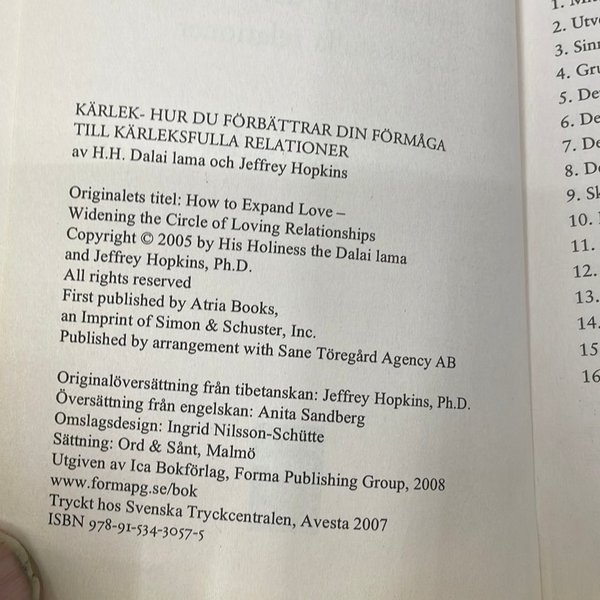 KÄRLEK- HUR DU FÖRBÄTTRAR DIN FÖRMÅGA
TILL KÄRLEKSFULLA RELATIONER
av H.H. Dalai lama och Jeffrey Hopkins
Originalets titel: How to Expand Love –
Widening the Circle of Loving Relationships
Copyright © 2005 by His Holiness the Dalai lama
and Jeffrey Hopkins, Ph.D.
All rights reserved
First published by Atria Books,
an Imprint of Simon & Schuster, Inc.
Published by arrangement with Sane Töregård Agency AB
Originalöversättning från tibetanskan: Jeffrey Hopkins, Ph.D.
Översättning från engelskan: Anita Sandberg
Omslagsdesign: Ingrid Nilsson-Schütte
Sättning: Ord & Sånt, Malmö
Utgiven av Ica Bokförlag, Forma Publishing Group, 2008
www.formapg.se/bok
Tryckt hos Svenska Tryckcentralen, Avesta 2007
ISBN 978-91-534-3057-5
1.
2. Utv
3. Sinn
4. Gru
5. De
6. De
7. De
8. De
9. Sk
10.
11.
12.
13.
14.
15
16